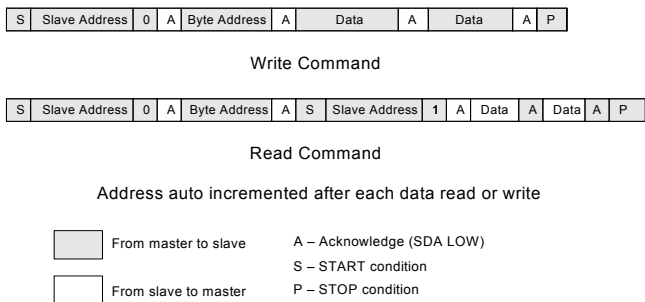 S Slave Address 0 A Byte Address A Data A Data A P
Write Command
S Slave Address 0 A Byte Address A S Slave Address 1 A Data A Data A P
Read Command
Address auto incremented after each data read or write
From master to slave A – Acknowledge (SDA LOW)
S – START condition
From slave to master P – STOP condition